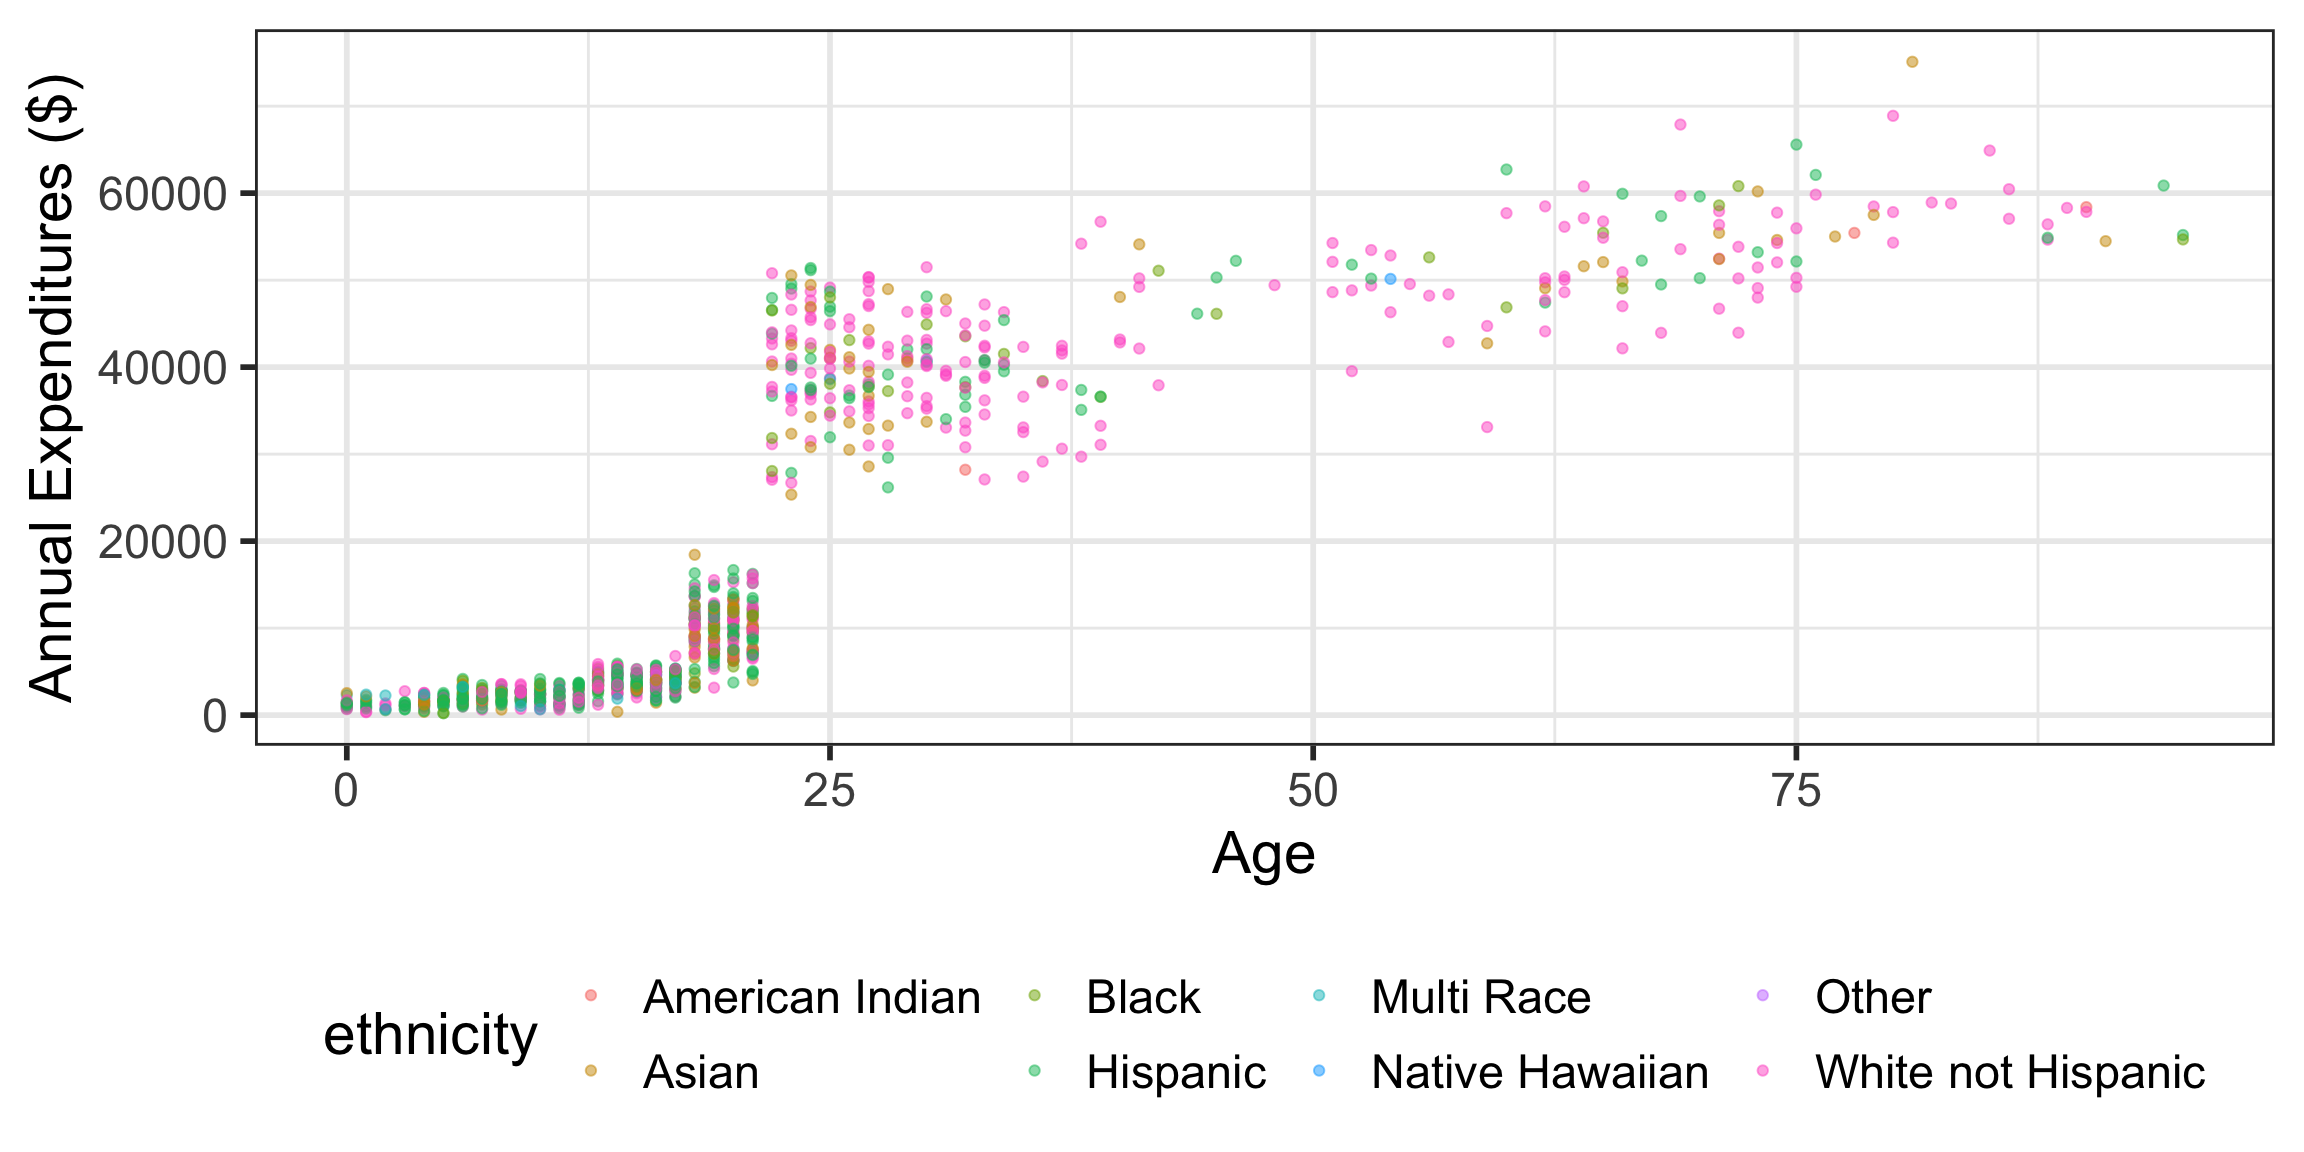 Annual Expenditures ($)
60000
40000
20000
0
0 25 50 75
Age
ethnicity
American Indian Black Multi Race Other
Asian Hispanic Native Hawaiian White not Hispanic